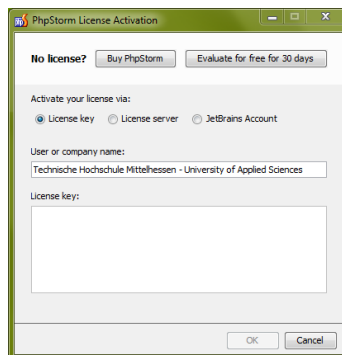 PhpStorm License Activation
No license? Buy PhpStorm Evaluate for free for 30 days
Activate your license via:
License key License server JetBrains Account
User or company name:
Technische Hochschule Mittelhessen - University of Applied Sciences
License key:
OK Cancel